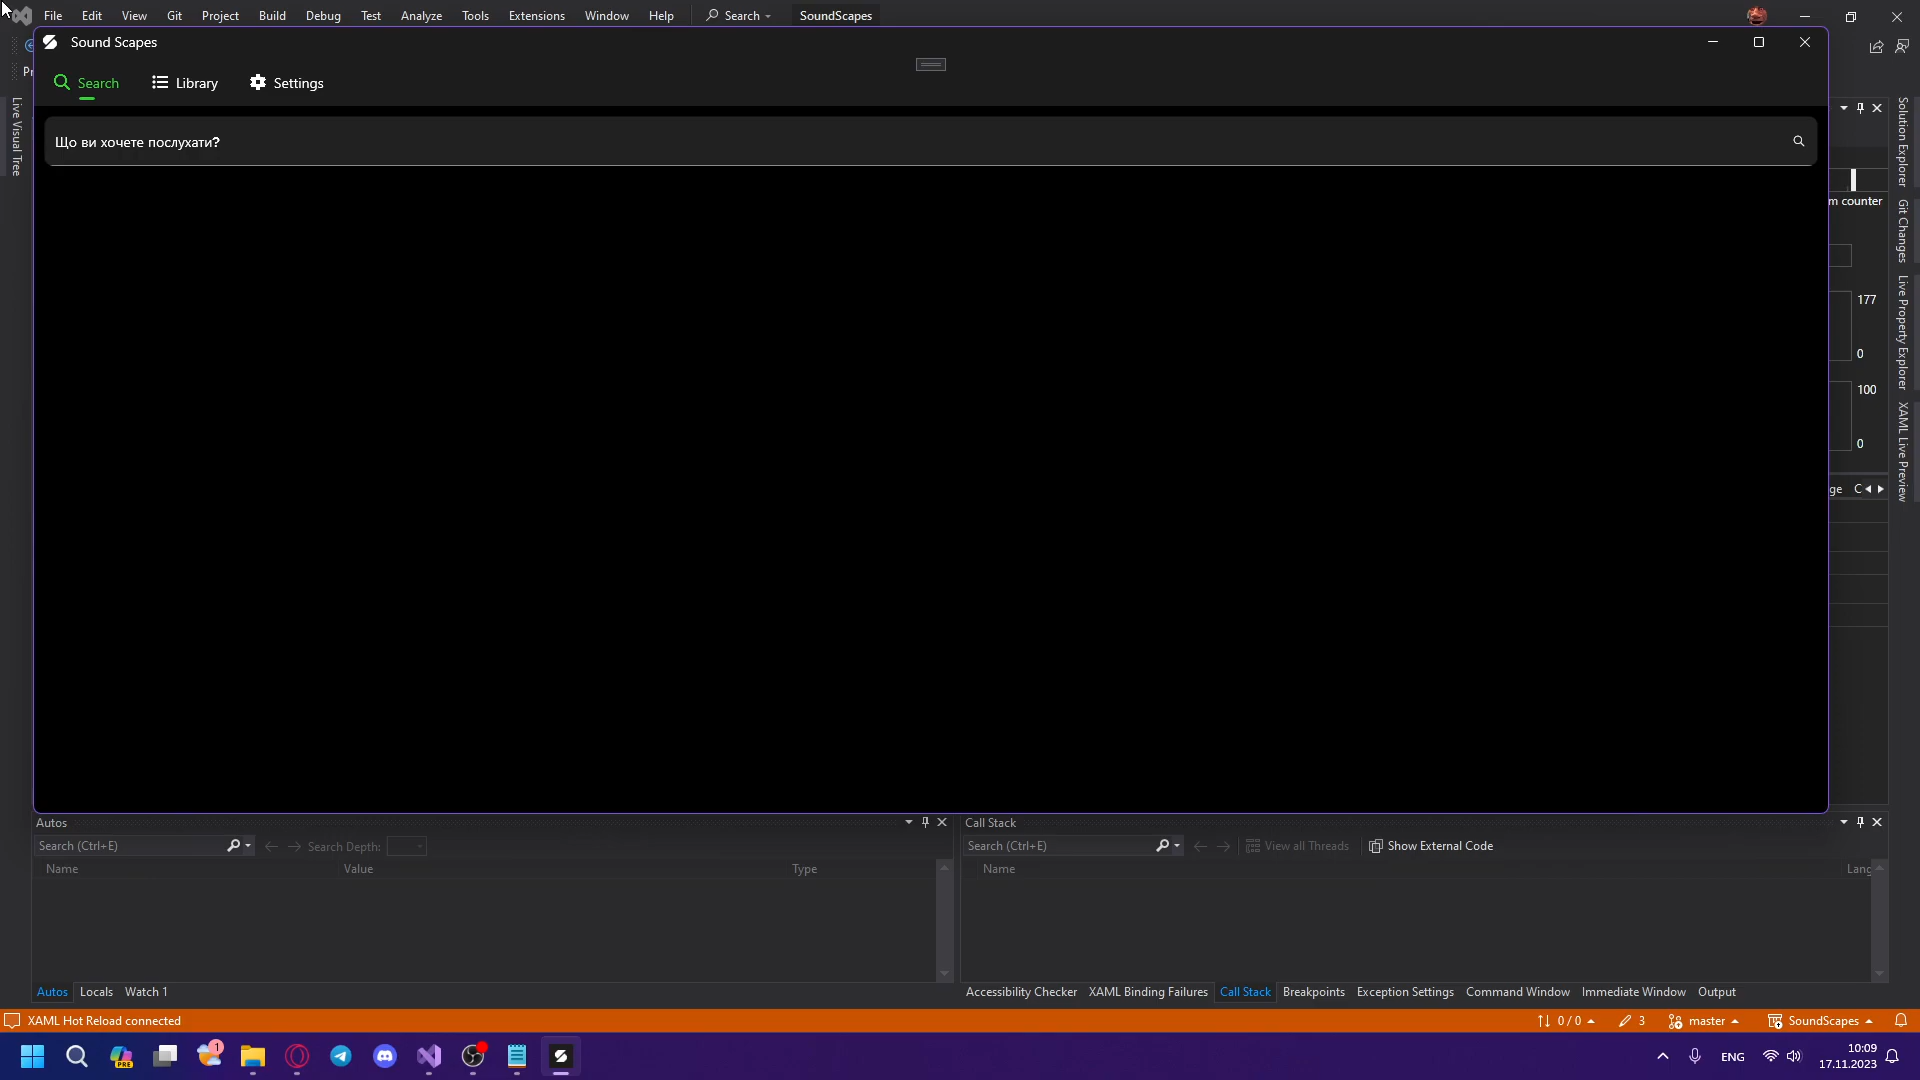 File Edit View Git Project Build Debug Test Analyze Tools Extensions Window Help Search SoundScapes
Sound Scapes
Search Library Settings
Що ви хочете послухати?
Live Visual Tree
Solution Explorer
Git Changes
Live Property Explorer
XAML Live Preview
m counter
177
0
100
0
ge C
Autos
Search (Ctrl+E) Search Depth:
Name Value Type
Autos Locals Watch 1
Call Stack
Search (Ctrl+E) View all Threads Show External Code
Name Lang
Accessibility Checker XAML Binding Failures Call Stack Breakpoints Exception Settings Command Window Immediate Window Output
XAML Hot Reload connected 0 / 0 3 master SoundScapes
1
PRE
ENG
10:09
17.11.2023